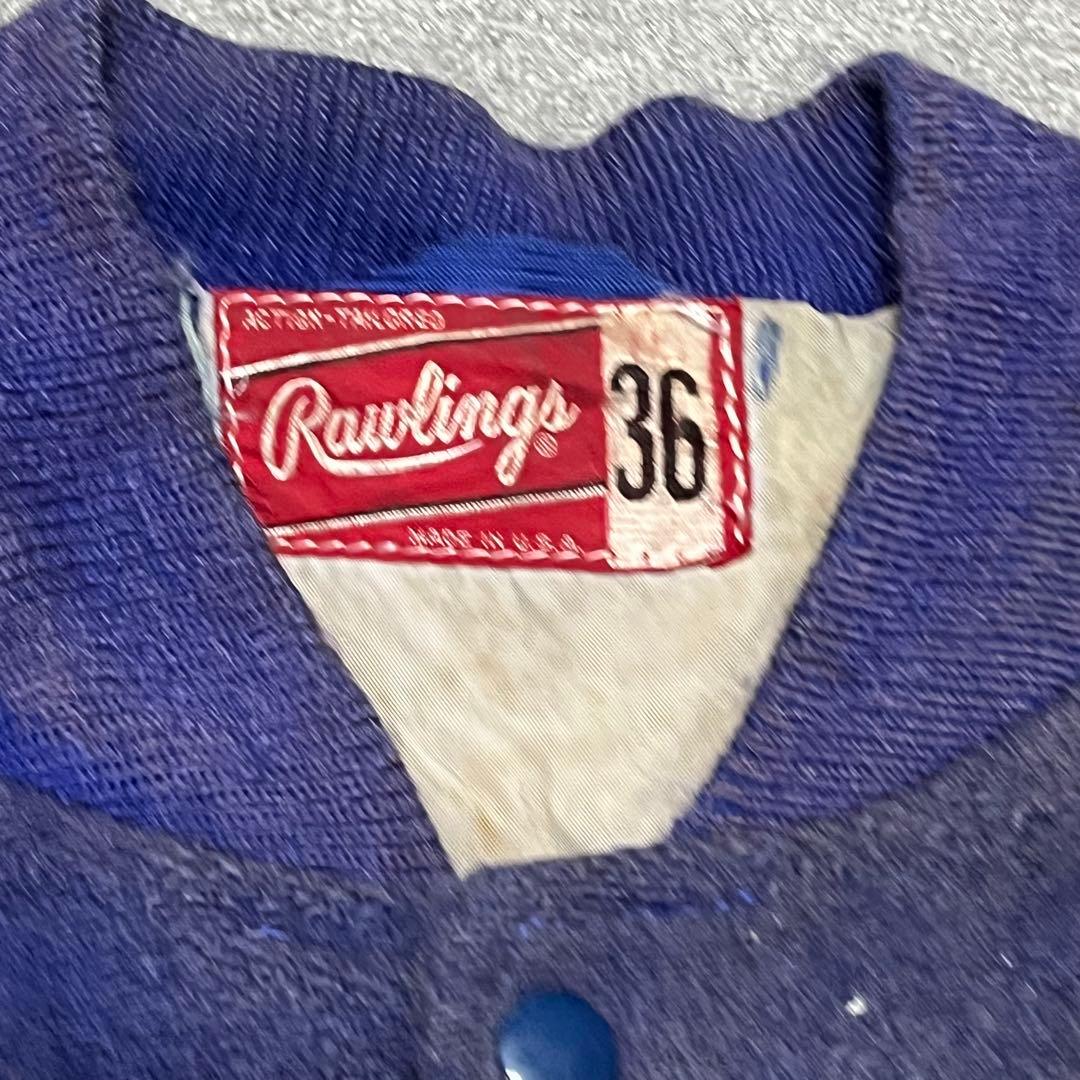 ACTION-TAILORED
Rawlings®
36
MADE IN U.S.A.